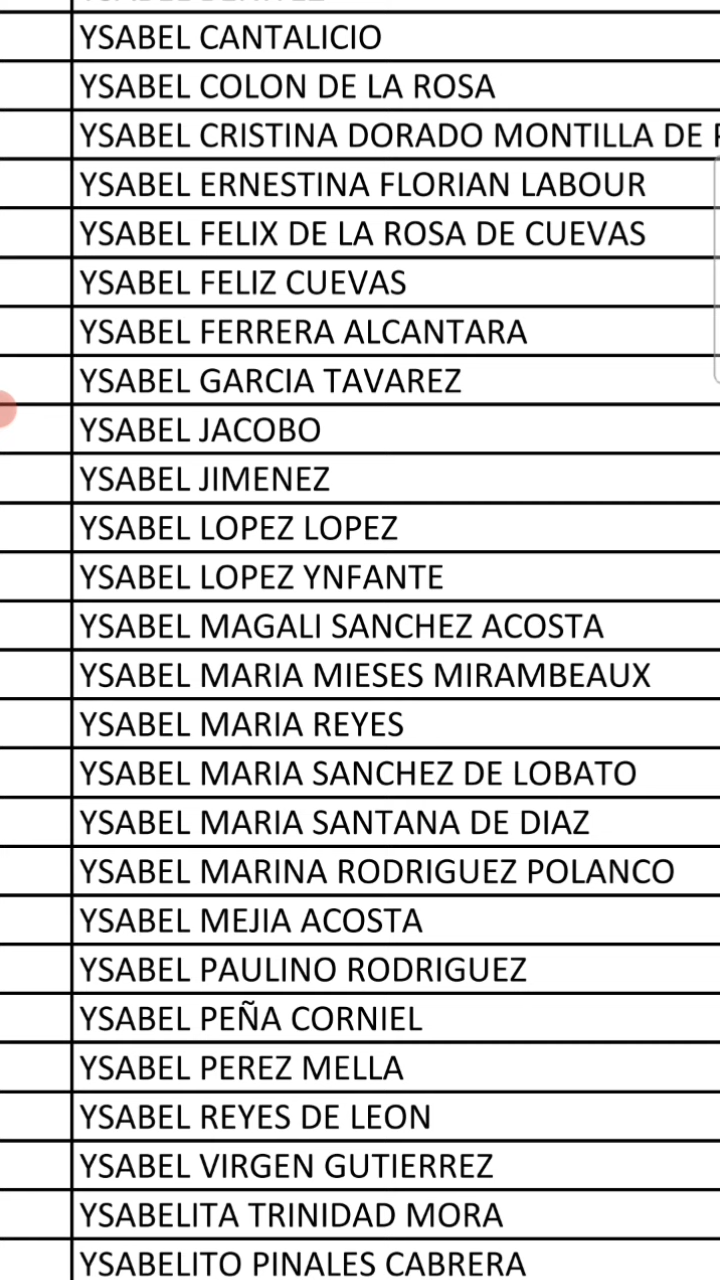 YSABEL CANTALICIO
YSABEL COLON DE LA ROSA
YSABEL CRISTINA DORADO MONTILLA DE
YSABEL ERNESTINA FLORIAN LABOUR
YSABEL FELIX DE LA ROSA DE CUEVAS
YSABEL FELIZ CUEVAS
YSABEL FERRERA ALCANTARA
YSABEL GARCIA TAVAREZ
YSABEL JACOBO
YSABEL JIMENEZ
YSABEL LOPEZ LOPEZ
YSABEL LOPEZ YNFANTE
YSABEL MAGALI SANCHEZ ACOSTA
YSABEL MARIA MIESES MIRAMBEAUX
YSABEL MARIA REYES
YSABEL MARIA SANCHEZ DE LOBATO
YSABEL MARIA SANTANA DE DIAZ
YSABEL MARINA RODRIGUEZ POLANCO
YSABEL MEJIA ACOSTA
YSABEL PAULINO RODRIGUEZ
YSABEL PEÑA CORNIEL
YSABEL PEREZ MELLA
YSABEL REYES DE LEON
YSABEL VIRGEN GUTIERREZ
YSABELITA TRINIDAD MORA
YSABELITO PINALES CABRERA